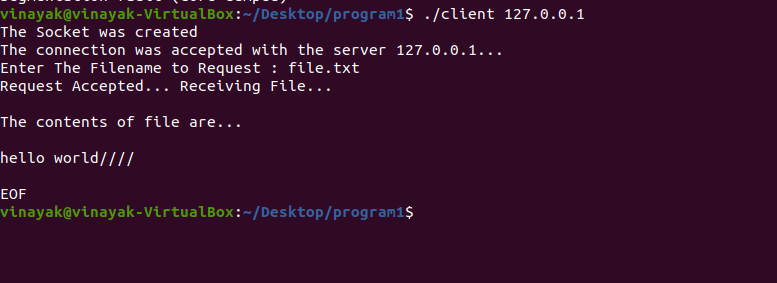 vinayak@vinayak-VirtualBox:~/Desktop/program1$ ./client 127.0.0.1
The Socket was created
The connection was accepted with the server 127.0.0.1...
Enter The Filename to Request : file.txt
Request Accepted... Receiving File...
The contents of file are...
hello world////
EOF
vinayak@vinayak-VirtualBox:~/Desktop/program1$